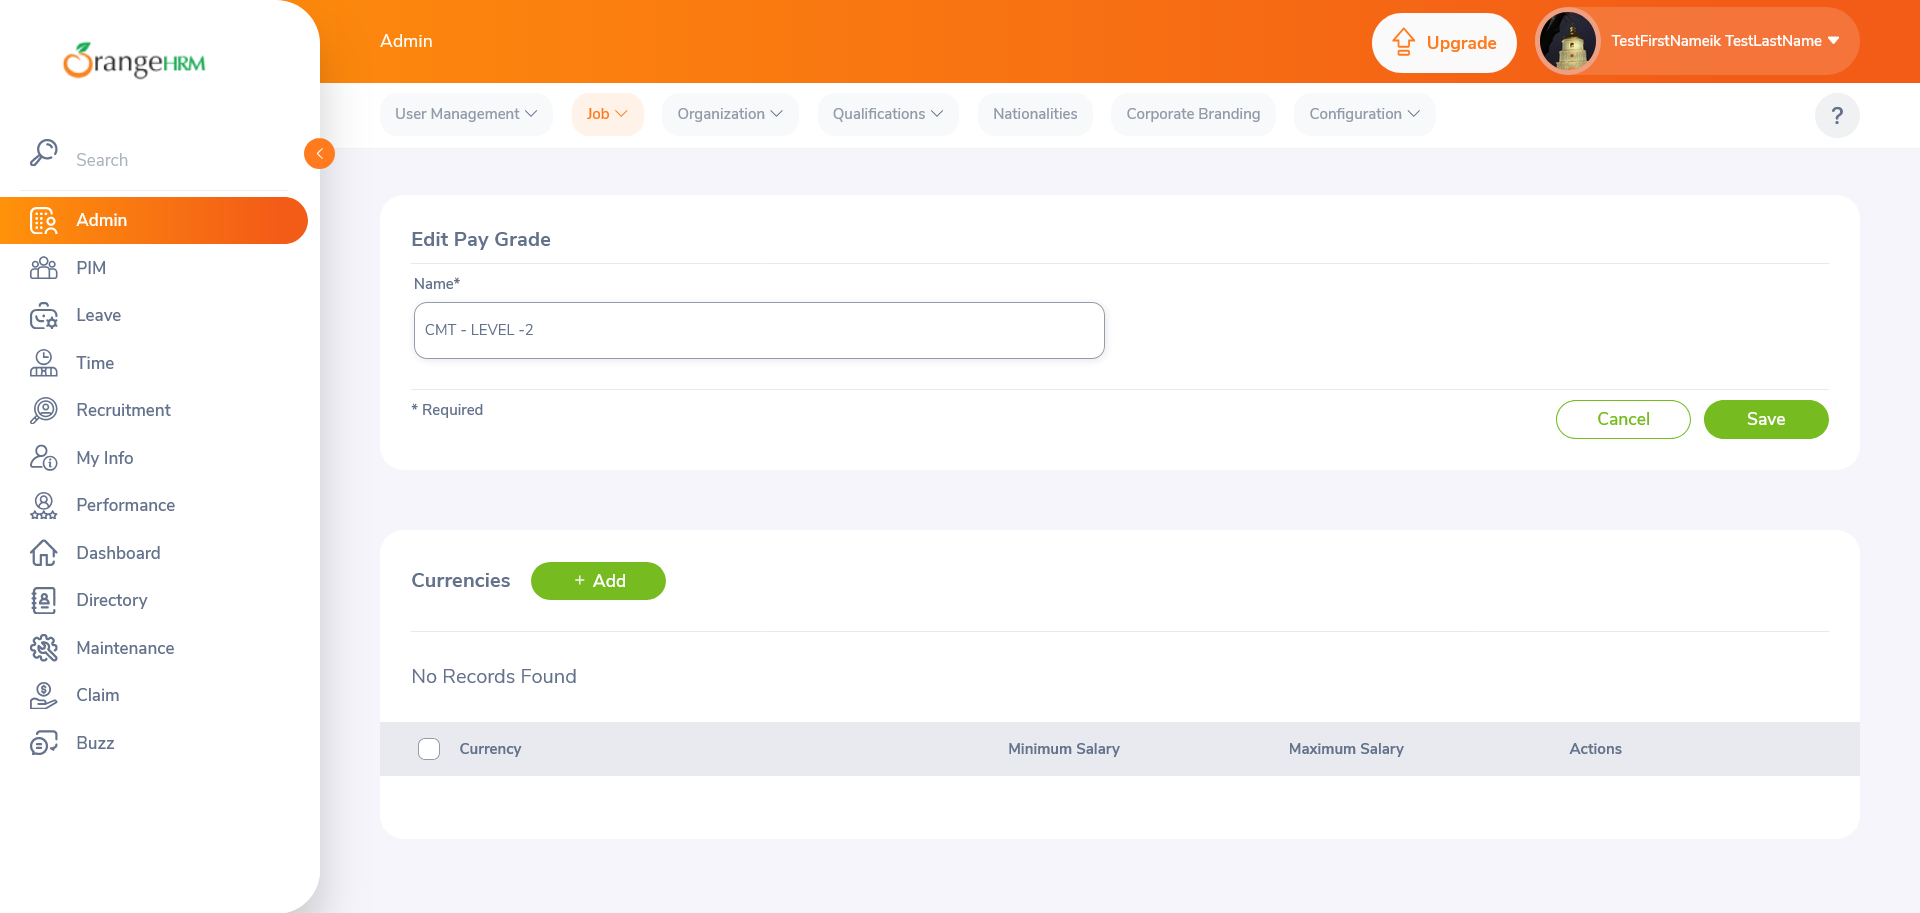 OrangeHRM
Admin
Upgrade
TestFirstNameik TestLastName
User Management
Job
Organization
Qualifications
Nationalities
Corporate Branding
Configuration
?
Search
Admin
PIM
Leave
Time
Recruitment
My Info
Performance
Dashboard
Directory
Maintenance
Claim
Buzz
Edit Pay Grade
Name*
CMT - LEVEL -2
* Required
Cancel
Save
Currencies
+ Add
No Records Found
Currency
Minimum Salary
Maximum Salary
Actions